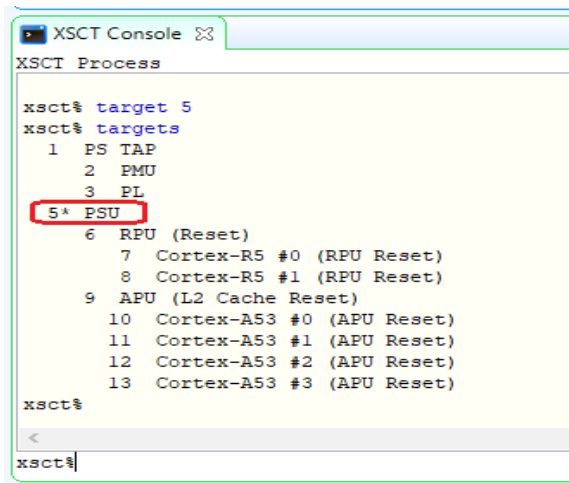 XSCT Console
XSCT Process
xsct% target 5
xsct% targets
1 PS TAP
2 PMU
3 PL
5* PSU
6 RPU (Reset)
7 Cortex-R5 #0 (RPU Reset)
8 Cortex-R5 #1 (RPU Reset)
9 APU (L2 Cache Reset)
10 Cortex-A53 #0 (APU Reset)
11 Cortex-A53 #1 (APU Reset)
12 Cortex-A53 #2 (APU Reset)
13 Cortex-A53 #3 (APU Reset)
xsct%
xsct%